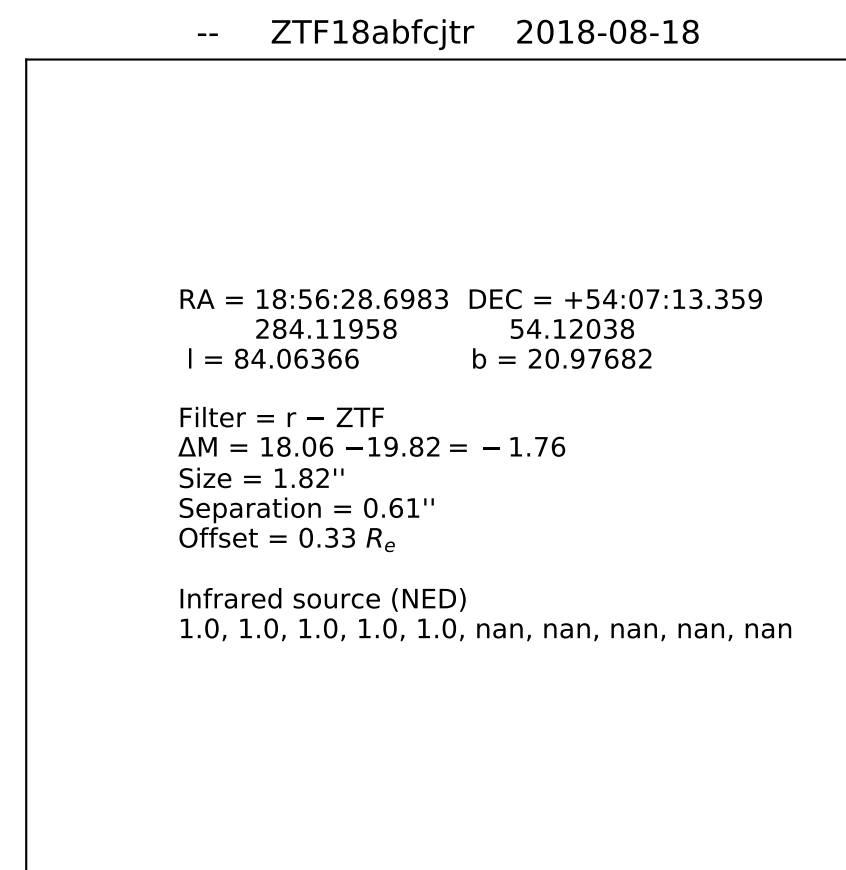 -- ZTF18abfcjtr 2018-08-18
RA = 18:56:28.6983 DEC = +54:07:13.359
284.11958 54.12038
l = 84.06366 b = 20.97682
Filter = r − ZTF
ΔM = 18.06 −19.82 = − 1.76
Size = 1.82''
Separation = 0.61''
Offset = 0.33 Re
Infrared source (NED)
1.0, 1.0, 1.0, 1.0, 1.0, nan, nan, nan, nan, nan